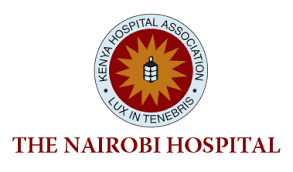 KENYA HOSPITAL ASSOCIATION
LUX IN TENEBRIS
THE NAIROBI HOSPITAL